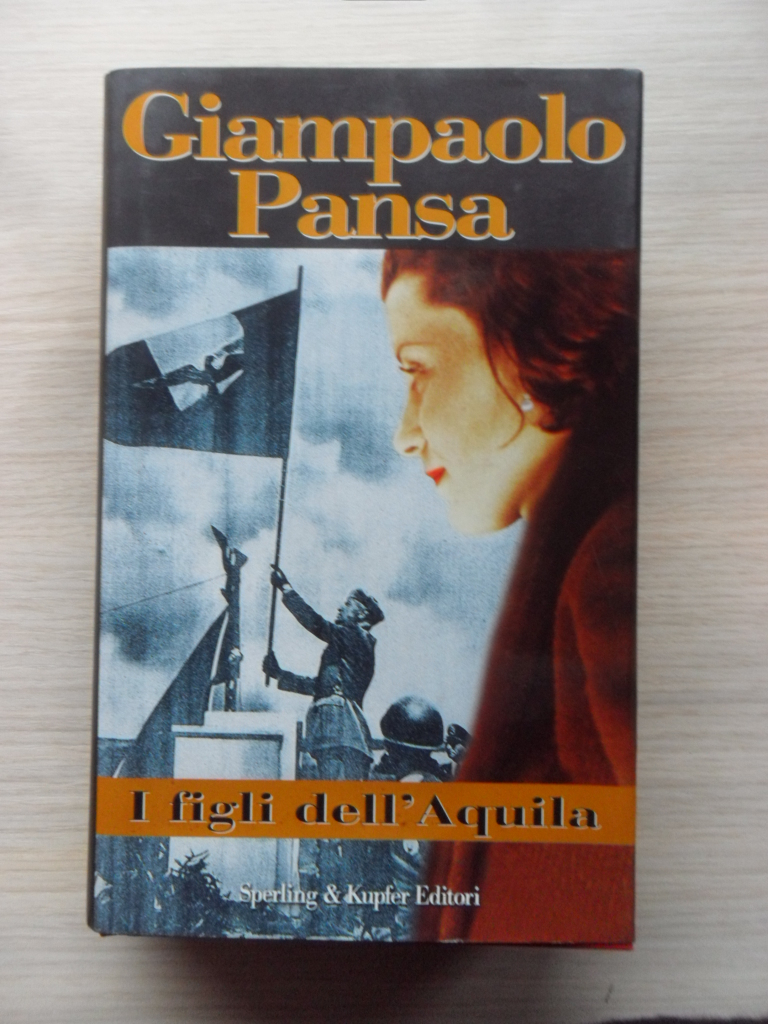 Giampaolo
Pansa
I figli dell'Aquila
Sperling & Kupfer Editori